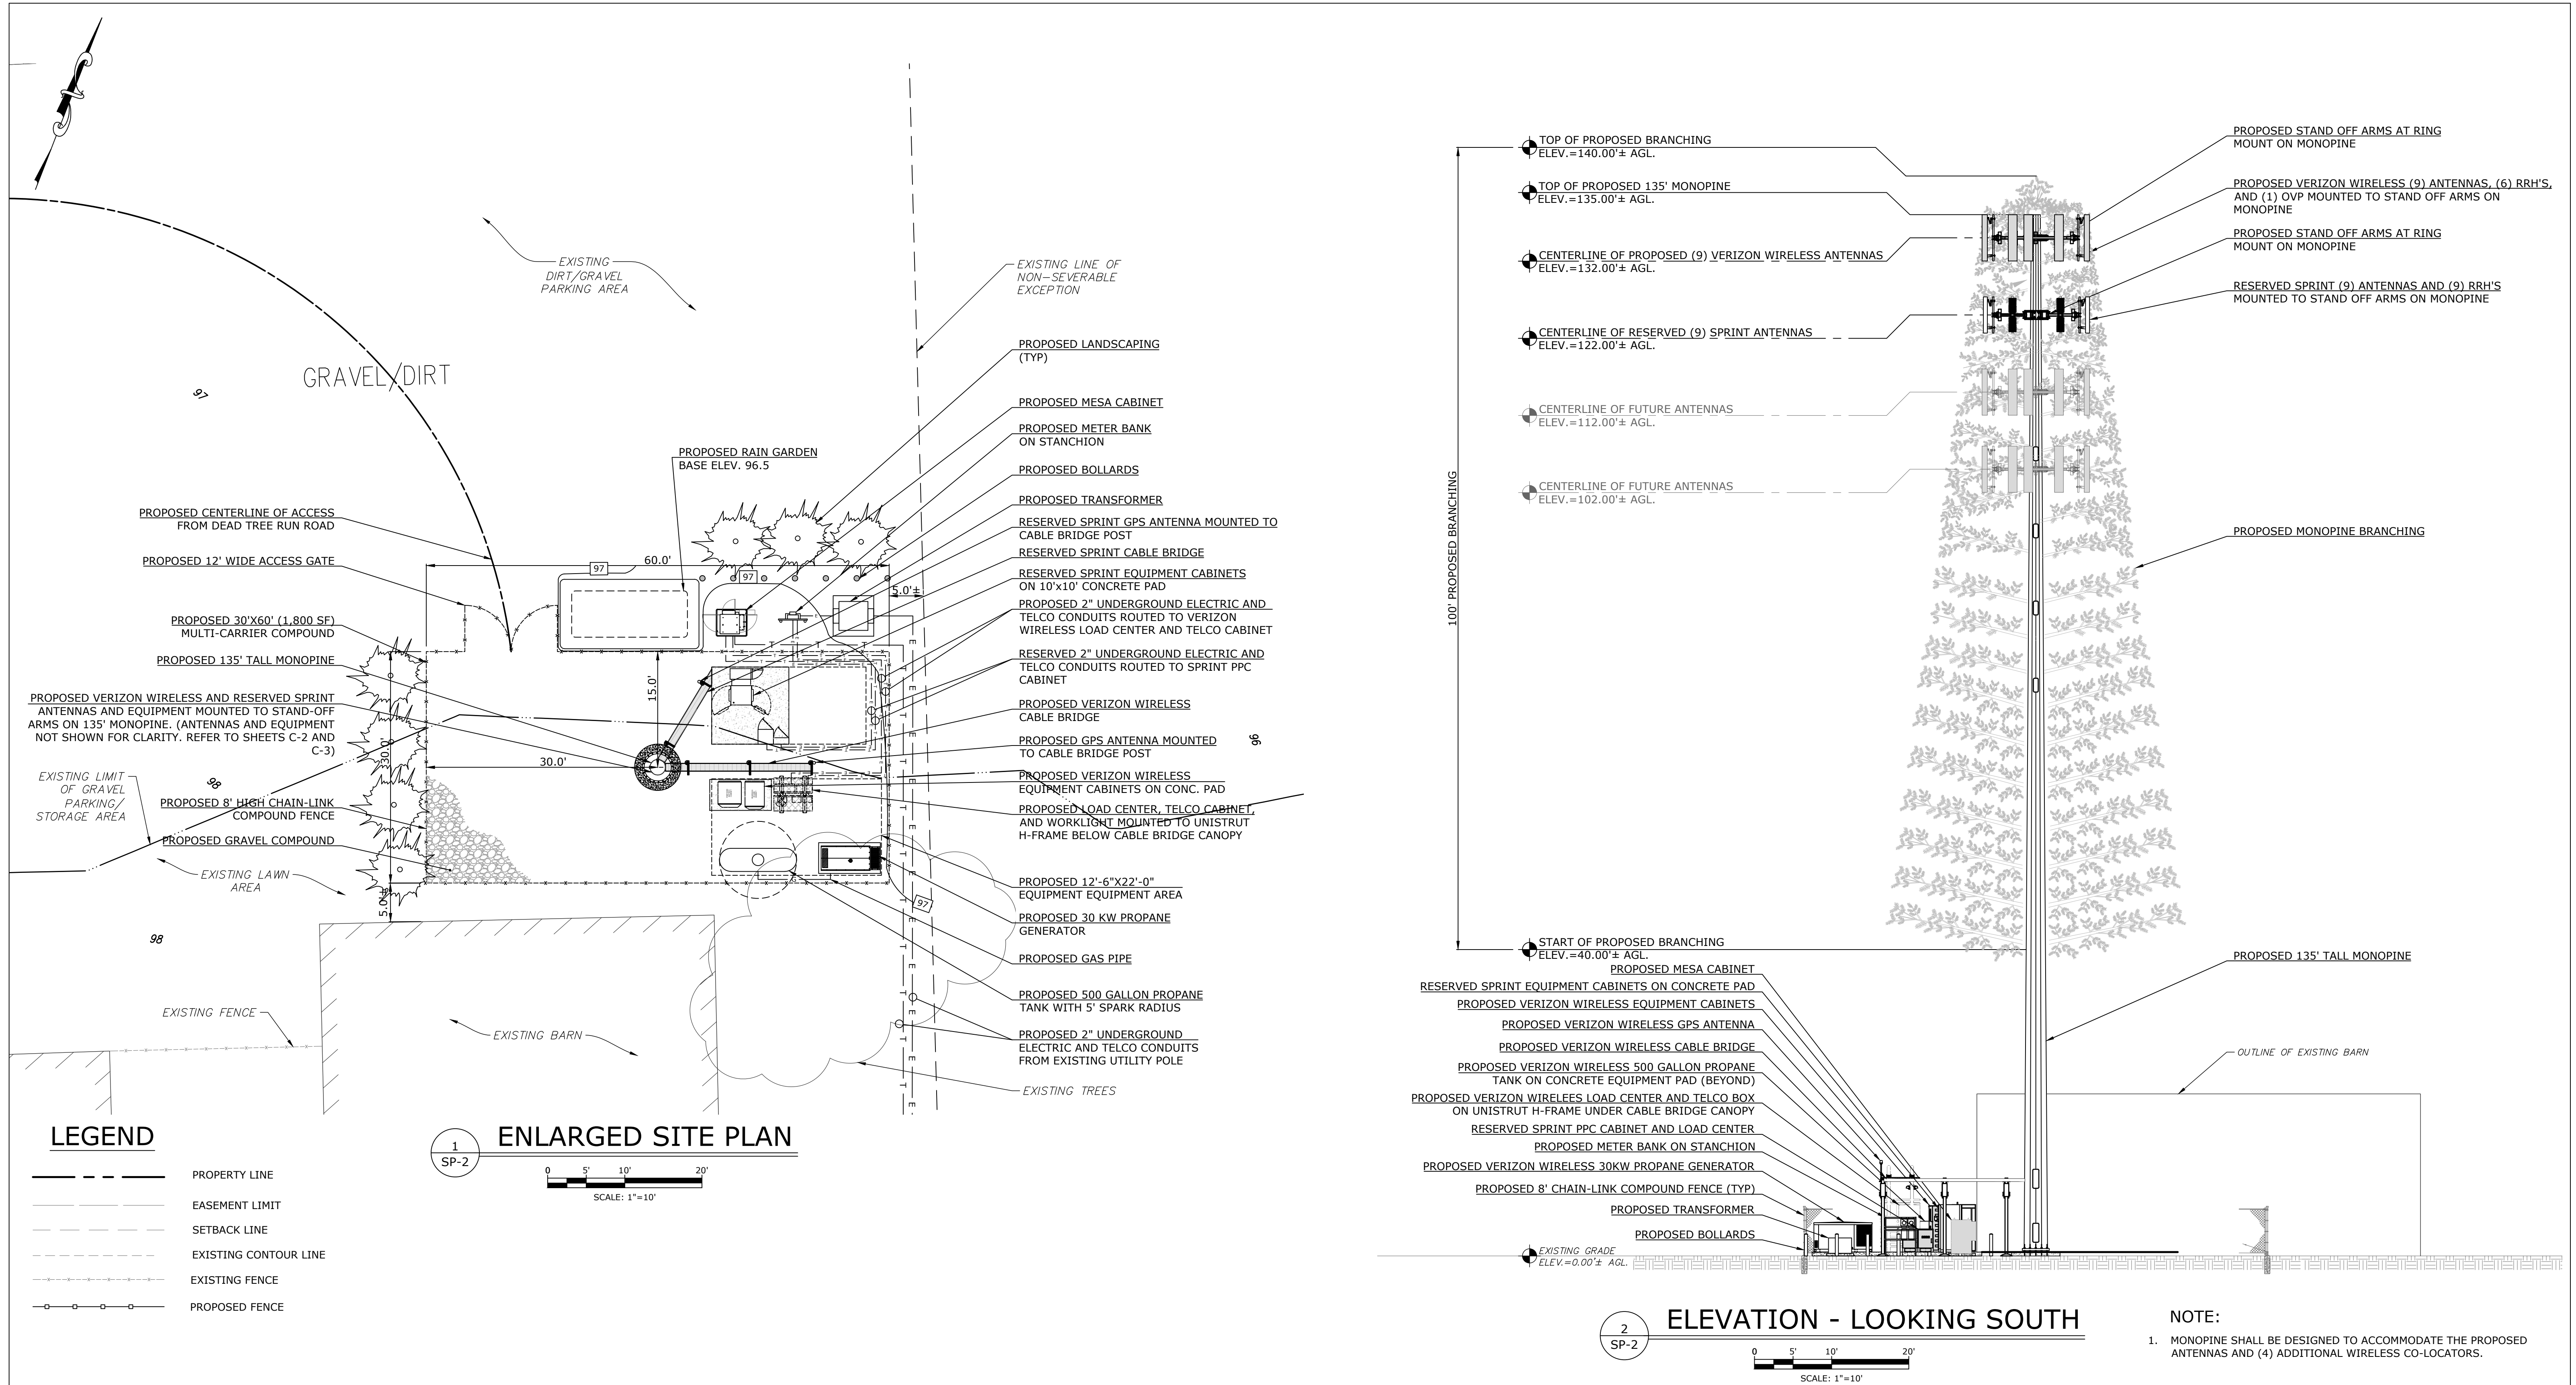 EXISTING
DIRT/GRAVEL
PARKING AREA
EXISTING LINE OF
NON-SEVERABLE
EXCEPTION
GRAVEL/DIRT
97
PROPOSED LANDSCAPING
(TYP)
PROPOSED MESA CABINET
PROPOSED METER BANK
ON STANCHION
PROPOSED BOLLARDS
PROPOSED TRANSFORMER
RESERVED SPRINT GPS ANTENNA MOUNTED TO
CABLE BRIDGE POST
RESERVED SPRINT CABLE BRIDGE
RESERVED SPRINT EQUIPMENT CABINETS
ON 10'x10' CONCRETE PAD
PROPOSED 2" UNDERGROUND ELECTRIC AND
TELCO CONDUITS ROUTED TO VERIZON
WIRELESS LOAD CENTER AND TELCO CABINET
RESERVED 2" UNDERGROUND ELECTRIC AND
TELCO CONDUITS ROUTED TO SPRINT PPC
CABINET
PROPOSED VERIZON WIRELESS
CABLE BRIDGE
PROPOSED GPS ANTENNA MOUNTED
TO CABLE BRIDGE POST
96
PROPOSED VERIZON WIRELESS
EQUIPMENT CABINETS ON CONC. PAD
PROPOSED LOAD CENTER, TELCO CABINET,
AND WORKLIGHT MOUNTED TO UNISTRUT
H-FRAME BELOW CABLE BRIDGE CANOPY
PROPOSED 12'-6"X22'-0"
EQUIPMENT EQUIPMENT AREA
PROPOSED 30 KW PROPANE
GENERATOR
PROPOSED GAS PIPE
PROPOSED 500 GALLON PROPANE
TANK WITH 5' SPARK RADIUS
PROPOSED 2" UNDERGROUND
ELECTRIC AND TELCO CONDUITS
FROM EXISTING UTILITY POLE
EXISTING TREES
PROPOSED RAIN GARDEN
BASE ELEV. 96.5
PROPOSED CENTERLINE OF ACCESS
FROM DEAD TREE RUN ROAD
PROPOSED 12' WIDE ACCESS GATE
PROPOSED 30'X60' (1,800 SF)
MULTI-CARRIER COMPOUND
PROPOSED 135' TALL MONOPINE
PROPOSED VERIZON WIRELESS AND RESERVED SPRINT
ANTENNAS AND EQUIPMENT MOUNTED TO STAND-OFF
ARMS ON 135' MONOPINE. (ANTENNAS AND EQUIPMENT
NOT SHOWN FOR CLARITY. REFER TO SHEETS C-2 AND
C-3)
EXISTING LIMIT
OF GRAVEL
PARKING/
STORAGE AREA
98
PROPOSED 8' HIGH CHAIN-LINK
COMPOUND FENCE
PROPOSED GRAVEL COMPOUND
EXISTING LAWN
AREA
98
EXISTING FENCE
EXISTING BARN
97
60.0'
97
5.0'±
15.0'
30.0'
30.0'
5.0'±
97
E
T
LEGEND
PROPERTY LINE
EASEMENT LIMIT
SETBACK LINE
EXISTING CONTOUR LINE
EXISTING FENCE
PROPOSED FENCE
1
SP-2
ENLARGED SITE PLAN
0 5' 10' 20'
SCALE: 1"=10'
TOP OF PROPOSED BRANCHING
ELEV.=140.00'± AGL.
TOP OF PROPOSED 135' MONOPINE
ELEV.=135.00'± AGL.
CENTERLINE OF PROPOSED (9) VERIZON WIRELESS ANTENNAS
ELEV.=132.00'± AGL.
CENTERLINE OF RESERVED (9) SPRINT ANTENNAS
ELEV.=122.00'± AGL.
CENTERLINE OF FUTURE ANTENNAS
ELEV.=112.00'± AGL.
CENTERLINE OF FUTURE ANTENNAS
ELEV.=102.00'± AGL.
100' PROPOSED BRANCHING
START OF PROPOSED BRANCHING
ELEV.=40.00'± AGL.
PROPOSED MESA CABINET
RESERVED SPRINT EQUIPMENT CABINETS ON CONCRETE PAD
PROPOSED VERIZON WIRELESS EQUIPMENT CABINETS
PROPOSED VERIZON WIRELESS GPS ANTENNA
PROPOSED VERIZON WIRELESS CABLE BRIDGE
PROPOSED VERIZON WIRELESS 500 GALLON PROPANE
TANK ON CONCRETE EQUIPMENT PAD (BEYOND)
PROPOSED VERIZON WIRELEES LOAD CENTER AND TELCO BOX
ON UNISTRUT H-FRAME UNDER CABLE BRIDGE CANOPY
RESERVED SPRINT PPC CABINET AND LOAD CENTER
PROPOSED METER BANK ON STANCHION
PROPOSED VERIZON WIRELESS 30KW PROPANE GENERATOR
PROPOSED 8' CHAIN-LINK COMPOUND FENCE (TYP)
PROPOSED TRANSFORMER
PROPOSED BOLLARDS
EXISTING GRADE
ELEV.=0.00'± AGL.
PROPOSED STAND OFF ARMS AT RING
MOUNT ON MONOPINE
PROPOSED VERIZON WIRELESS (9) ANTENNAS, (6) RRH'S,
AND (1) OVP MOUNTED TO STAND OFF ARMS ON
MONOPINE
PROPOSED STAND OFF ARMS AT RING
MOUNT ON MONOPINE
RESERVED SPRINT (9) ANTENNAS AND (9) RRH'S
MOUNTED TO STAND OFF ARMS ON MONOPINE
PROPOSED MONOPINE BRANCHING
PROPOSED 135' TALL MONOPINE
OUTLINE OF EXISTING BARN
2
SP-2
ELEVATION - LOOKING SOUTH
0 5' 10' 20'
SCALE: 1"=10'
NOTE:
1. MONOPINE SHALL BE DESIGNED TO ACCOMMODATE THE PROPOSED
ANTENNAS AND (4) ADDITIONAL WIRELESS CO-LOCATORS.